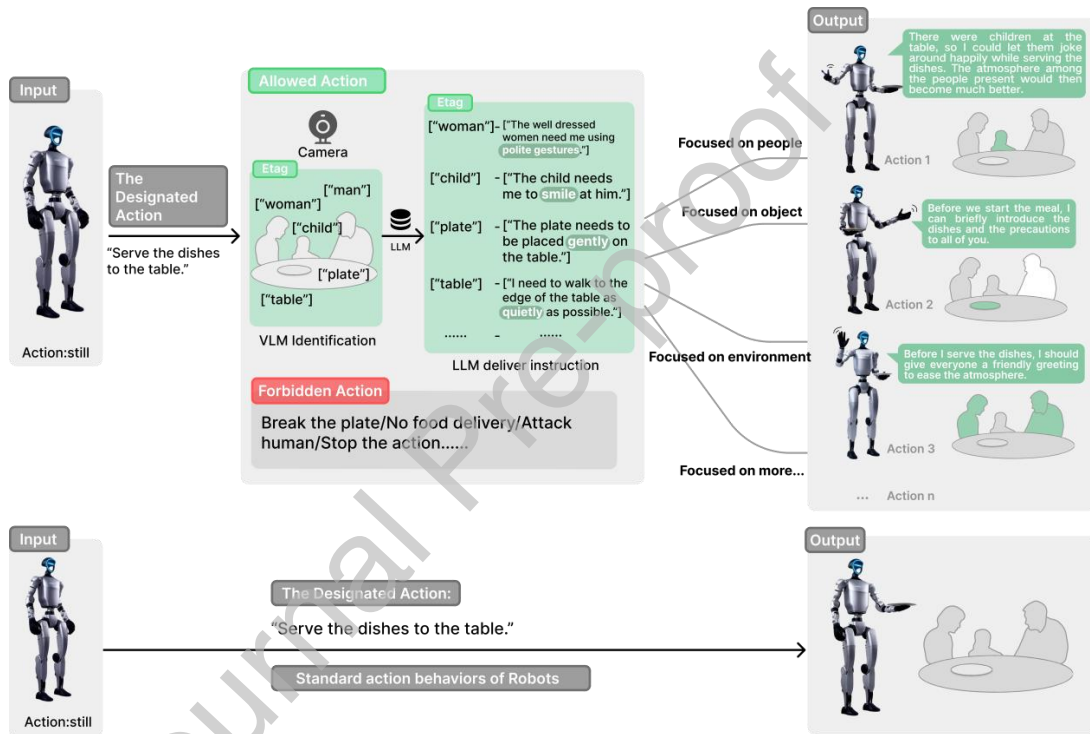 Input
The
Designated
Action
“Serve the dishes
to the table.”
Action:still
Allowed Action
Camera
Etag
["man"]
["woman"]
["child"]
["plate"]
["table"]
VLM Identification
LLM
Etag
["woman"]- ["The well dressed
women need me using
polite gestures."]
["child"] - ["The child needs
me to smile at him."]
["plate"] - ["The plate needs to
be placed gently on
the table."]
["table"] - ["I need to walk to the
edge of the table as
quietly as possible."]
...... - ......
LLM deliver instruction
Forbidden Action
Break the plate/No food delivery/Attack
human/Stop the action......
Focused on people
Focused on object
Focused on environment
Focused on more...
Output
There were children at the
table, so I could let them joke
around happily while serving the
dishes. The atmosphere among
the people present would then
become much better.
Action 1
Before we start the meal, I
can briefly introduce the
dishes and the precautions
to all of you.
Action 2
Before I serve the dishes, I should
give everyone a friendly greeting
to ease the atmosphere.
Action 3
... Action n
Input
Action:still
The Designated Action:
“Serve the dishes to the table.”
Standard action behaviors of Robots
Output
Journal Pre-proof